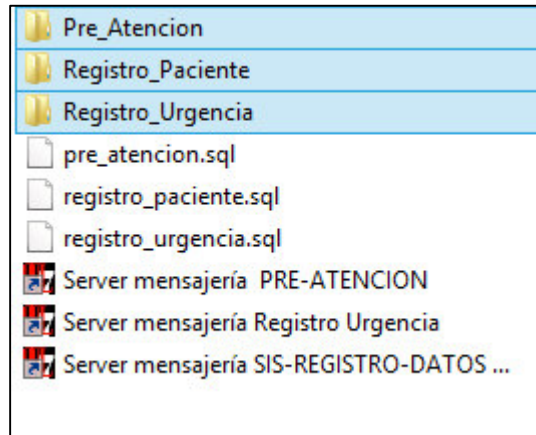 Pre_Atencion
Registro_Paciente
Registro_Urgencia
pre_atencion.sql
registro_paciente.sql
registro_urgencia.sql
Server mensajería  PRE-ATENCION
Server mensajería Registro Urgencia
Server mensajería SIS-REGISTRO-DATOS ...